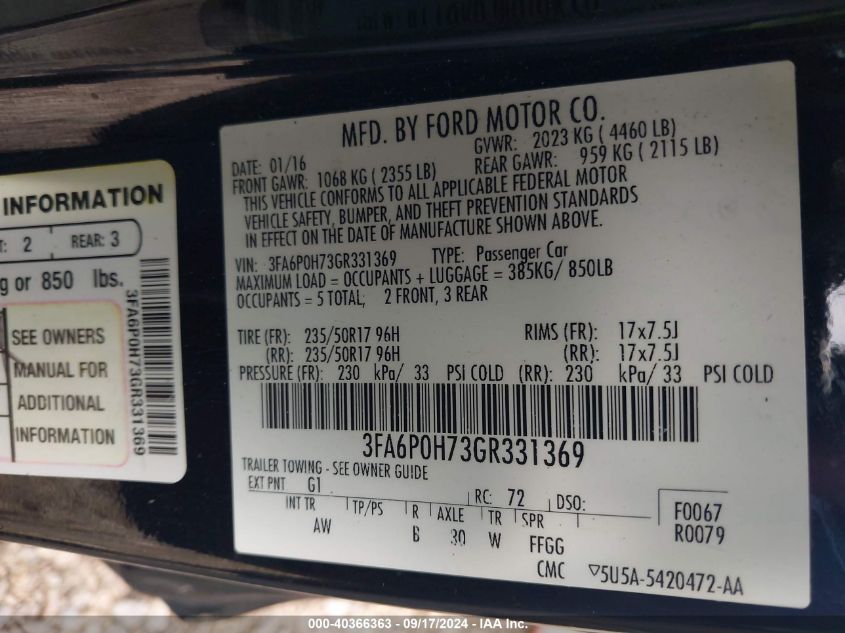 INFORMATION
2 REAR: 3
g or 850 lbs.
SEE OWNERS
MANUAL FOR
ADDITIONAL
INFORMATION
3FA6P0H73GR331369
MFD. BY FORD MOTOR CO.
DATE: 01/16 GVWR: 2023 KG ( 4460 LB)
FRONT GAWR: 1068 KG ( 2355 LB) REAR GAWR: 959 KG ( 2115 LB)
THIS VEHICLE CONFORMS TO ALL APPLICABLE FEDERAL MOTOR
VEHICLE SAFETY, BUMPER, AND THEFT PREVENTION STANDARDS
IN EFFECT ON THE DATE OF MANUFACTURE SHOWN ABOVE.
VIN: 3FA6P0H73GR331369 TYPE: Passenger Car
MAXIMUM LOAD = OCCUPANTS + LUGGAGE = 385KG/ 850LB
OCCUPANTS = 5 TOTAL; 2 FRONT, 3 REAR
TIRE (FR): 235/50R17 96H RIMS (FR): 17x7.5J
(RR): 235/50R17 96H (RR): 17x7.5J
PRESSURE (FR): 230 kPa/ 33 PSI COLD (RR): 230 kPa/ 33 PSI COLD
3FA6P0H73GR331369
TRAILER TOWING - SEE OWNER GUIDE
EXT PNT G1 RC: 72 DSO: F0067
INT TR TP/PS R AXLE TR SPR R0079
AW B 30 W FFGG
CMC ▽5U5A-5420472-AA
000-40366363 - 09/17/2024 - IAA Inc.